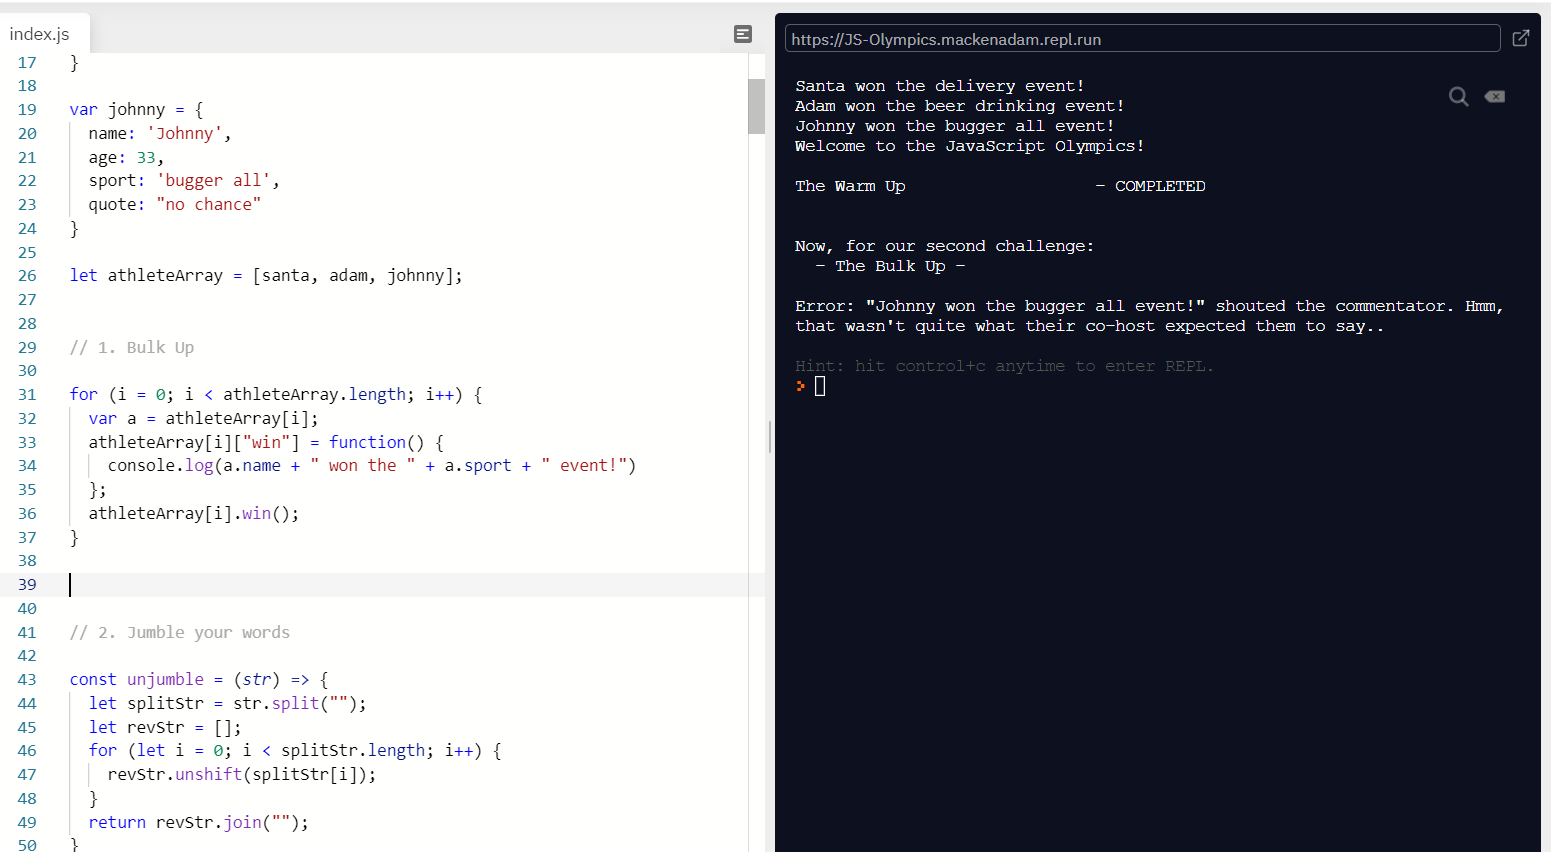 index.js
17 }
18
19 var johnny = {
20 name: 'Johnny',
21 age: 33,
22 sport: 'bugger all',
23 quote: "no chance"
24 }
25
26 let athleteArray = [santa, adam, johnny];
27
28
29 // 1. Bulk Up
30
31 for (i = 0; i < athleteArray.length; i++) {
32 var a = athleteArray[i];
33 athleteArray[i]["win"] = function() {
34 console.log(a.name + " won the " + a.sport + " event!")
35 };
36 athleteArray[i].win();
37 }
38
39
40
41 // 2. Jumble your words
42
43 const unjumble = (str) => {
44 let splitStr = str.split("");
45 let revStr = [];
46 for (let i = 0; i < splitStr.length; i++) {
47 revStr.unshift(splitStr[i]);
48 }
49 return revStr.join("");
50 }
https://JS-Olympics.mackenadam.repl.run
Santa won the delivery event!
Adam won the beer drinking event!
Johnny won the bugger all event!
Welcome to the JavaScript Olympics!
The Warm Up - COMPLETED
Now, for our second challenge:
- The Bulk Up -
Error: "Johnny won the bugger all event!" shouted the commentator. Hmm,
that wasn't quite what their co-host expected them to say..
Hint: hit control+c anytime to enter REPL.
>